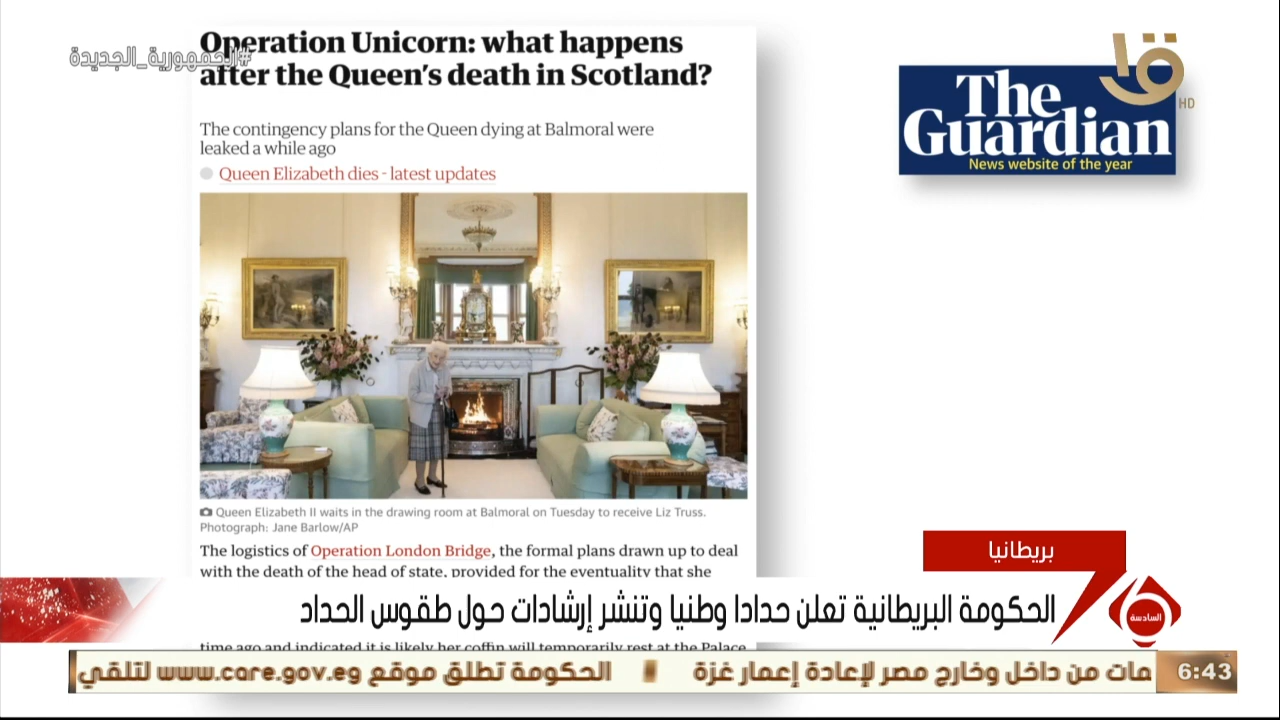 #الجمهورية_الجديدة
Operation Unicorn: what happens
after the Queen's death in Scotland?
The contingency plans for the Queen dying at Balmoral were
leaked a while ago
Queen Elizabeth dies - latest updates
Queen Elizabeth II waits in the drawing room at Balmoral on Tuesday to receive Liz Truss.
Photograph: Jane Barlow/AP
The logistics of Operation London Bridge, the formal plans drawn up to deal
with the death of the head of state, provided for the eventuality that she
time ago and indicated it is likely her coffin will temporarily rest at the Palace
The
Guardian
News website of the year
HD
بريطانيا
الحكومة البريطانية تعلن حدادا وطنيا وتنشر إرشادات حول طقوس الحداد
السادسة
6:43
مات من داخل وخارج مصر لإعادة إعمار غزة الحكومة تطلق موقع www.care.gov.eg لتلقي